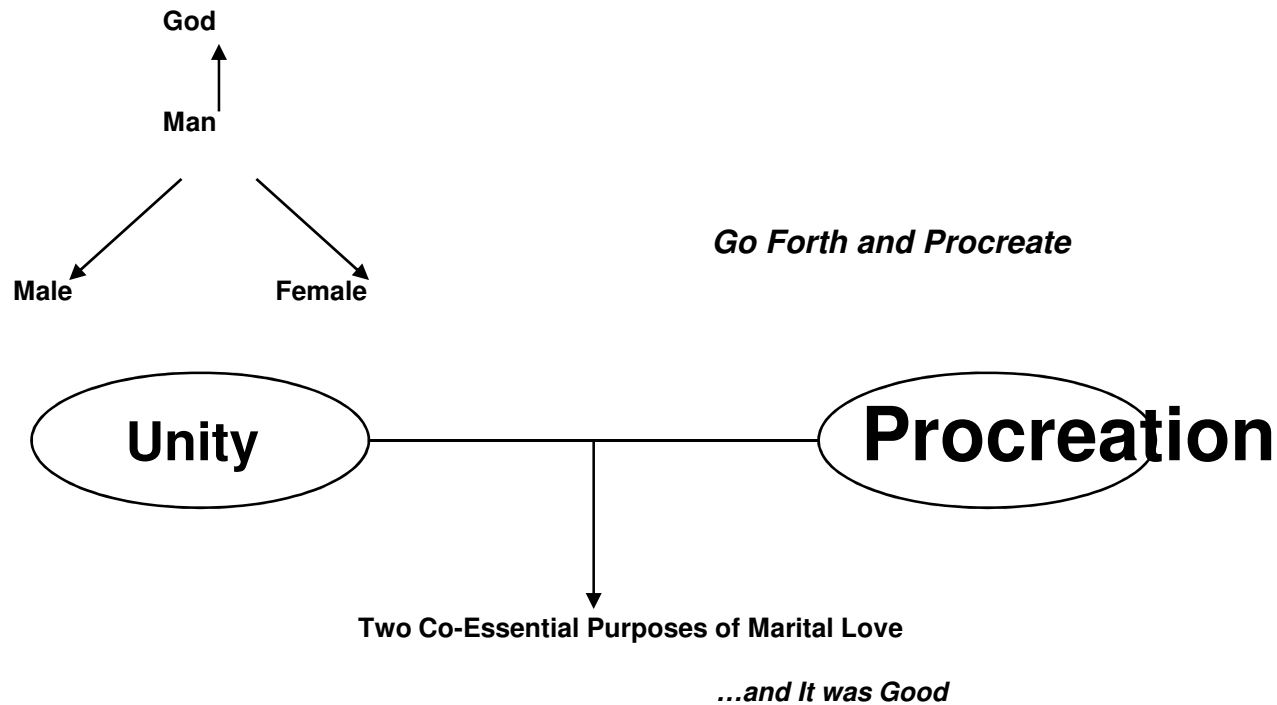 God
Man
Go Forth and Procreate
Male Female
Unity Procreation
Two Co-Essential Purposes of Marital Love
…and It was Good